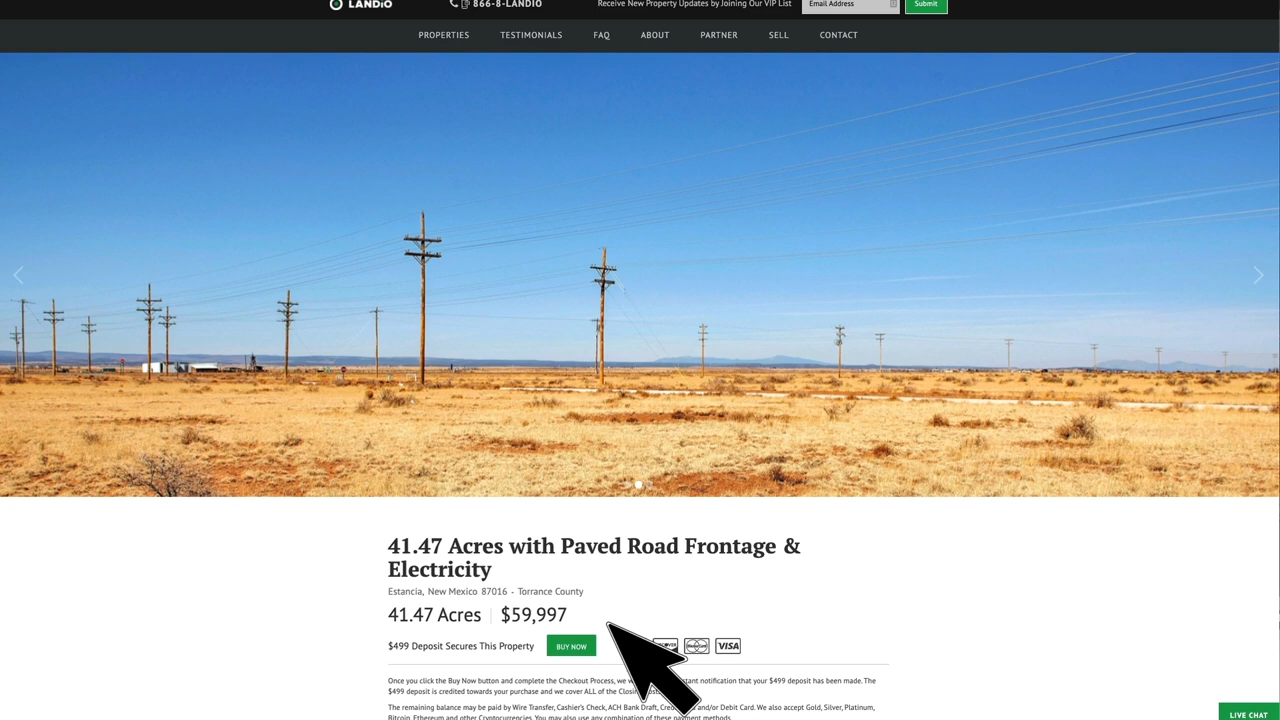 LANDiO
866-8-LANDIO
Receive New Property Updates by Joining Our VIP List
Email Address
Submit
PROPERTIES
TESTIMONIALS
FAQ
ABOUT
PARTNER
SELL
CONTACT
41.47 Acres with Paved Road Frontage &
Electricity
Estancia, New Mexico 87016 - Torrance County
41.47 Acres | $59,997
$499 Deposit Secures This Property
BUY NOW
VISA
Once you click the Buy Now button and complete the Checkout Process, we notification that your $499 deposit has been made. The
$499 deposit is credited towards your purchase and we cover ALL of the
The remaining balance may be paid by Wire Transfer, Cashier's Check, ACH Bank Draft, and/or Debit Card. We also accept Gold, Silver, Platinum,
Bitcoin, Ethereum and other Cryptocurrencies. You may also use any combination of these payment methods.
LIVE CHAT